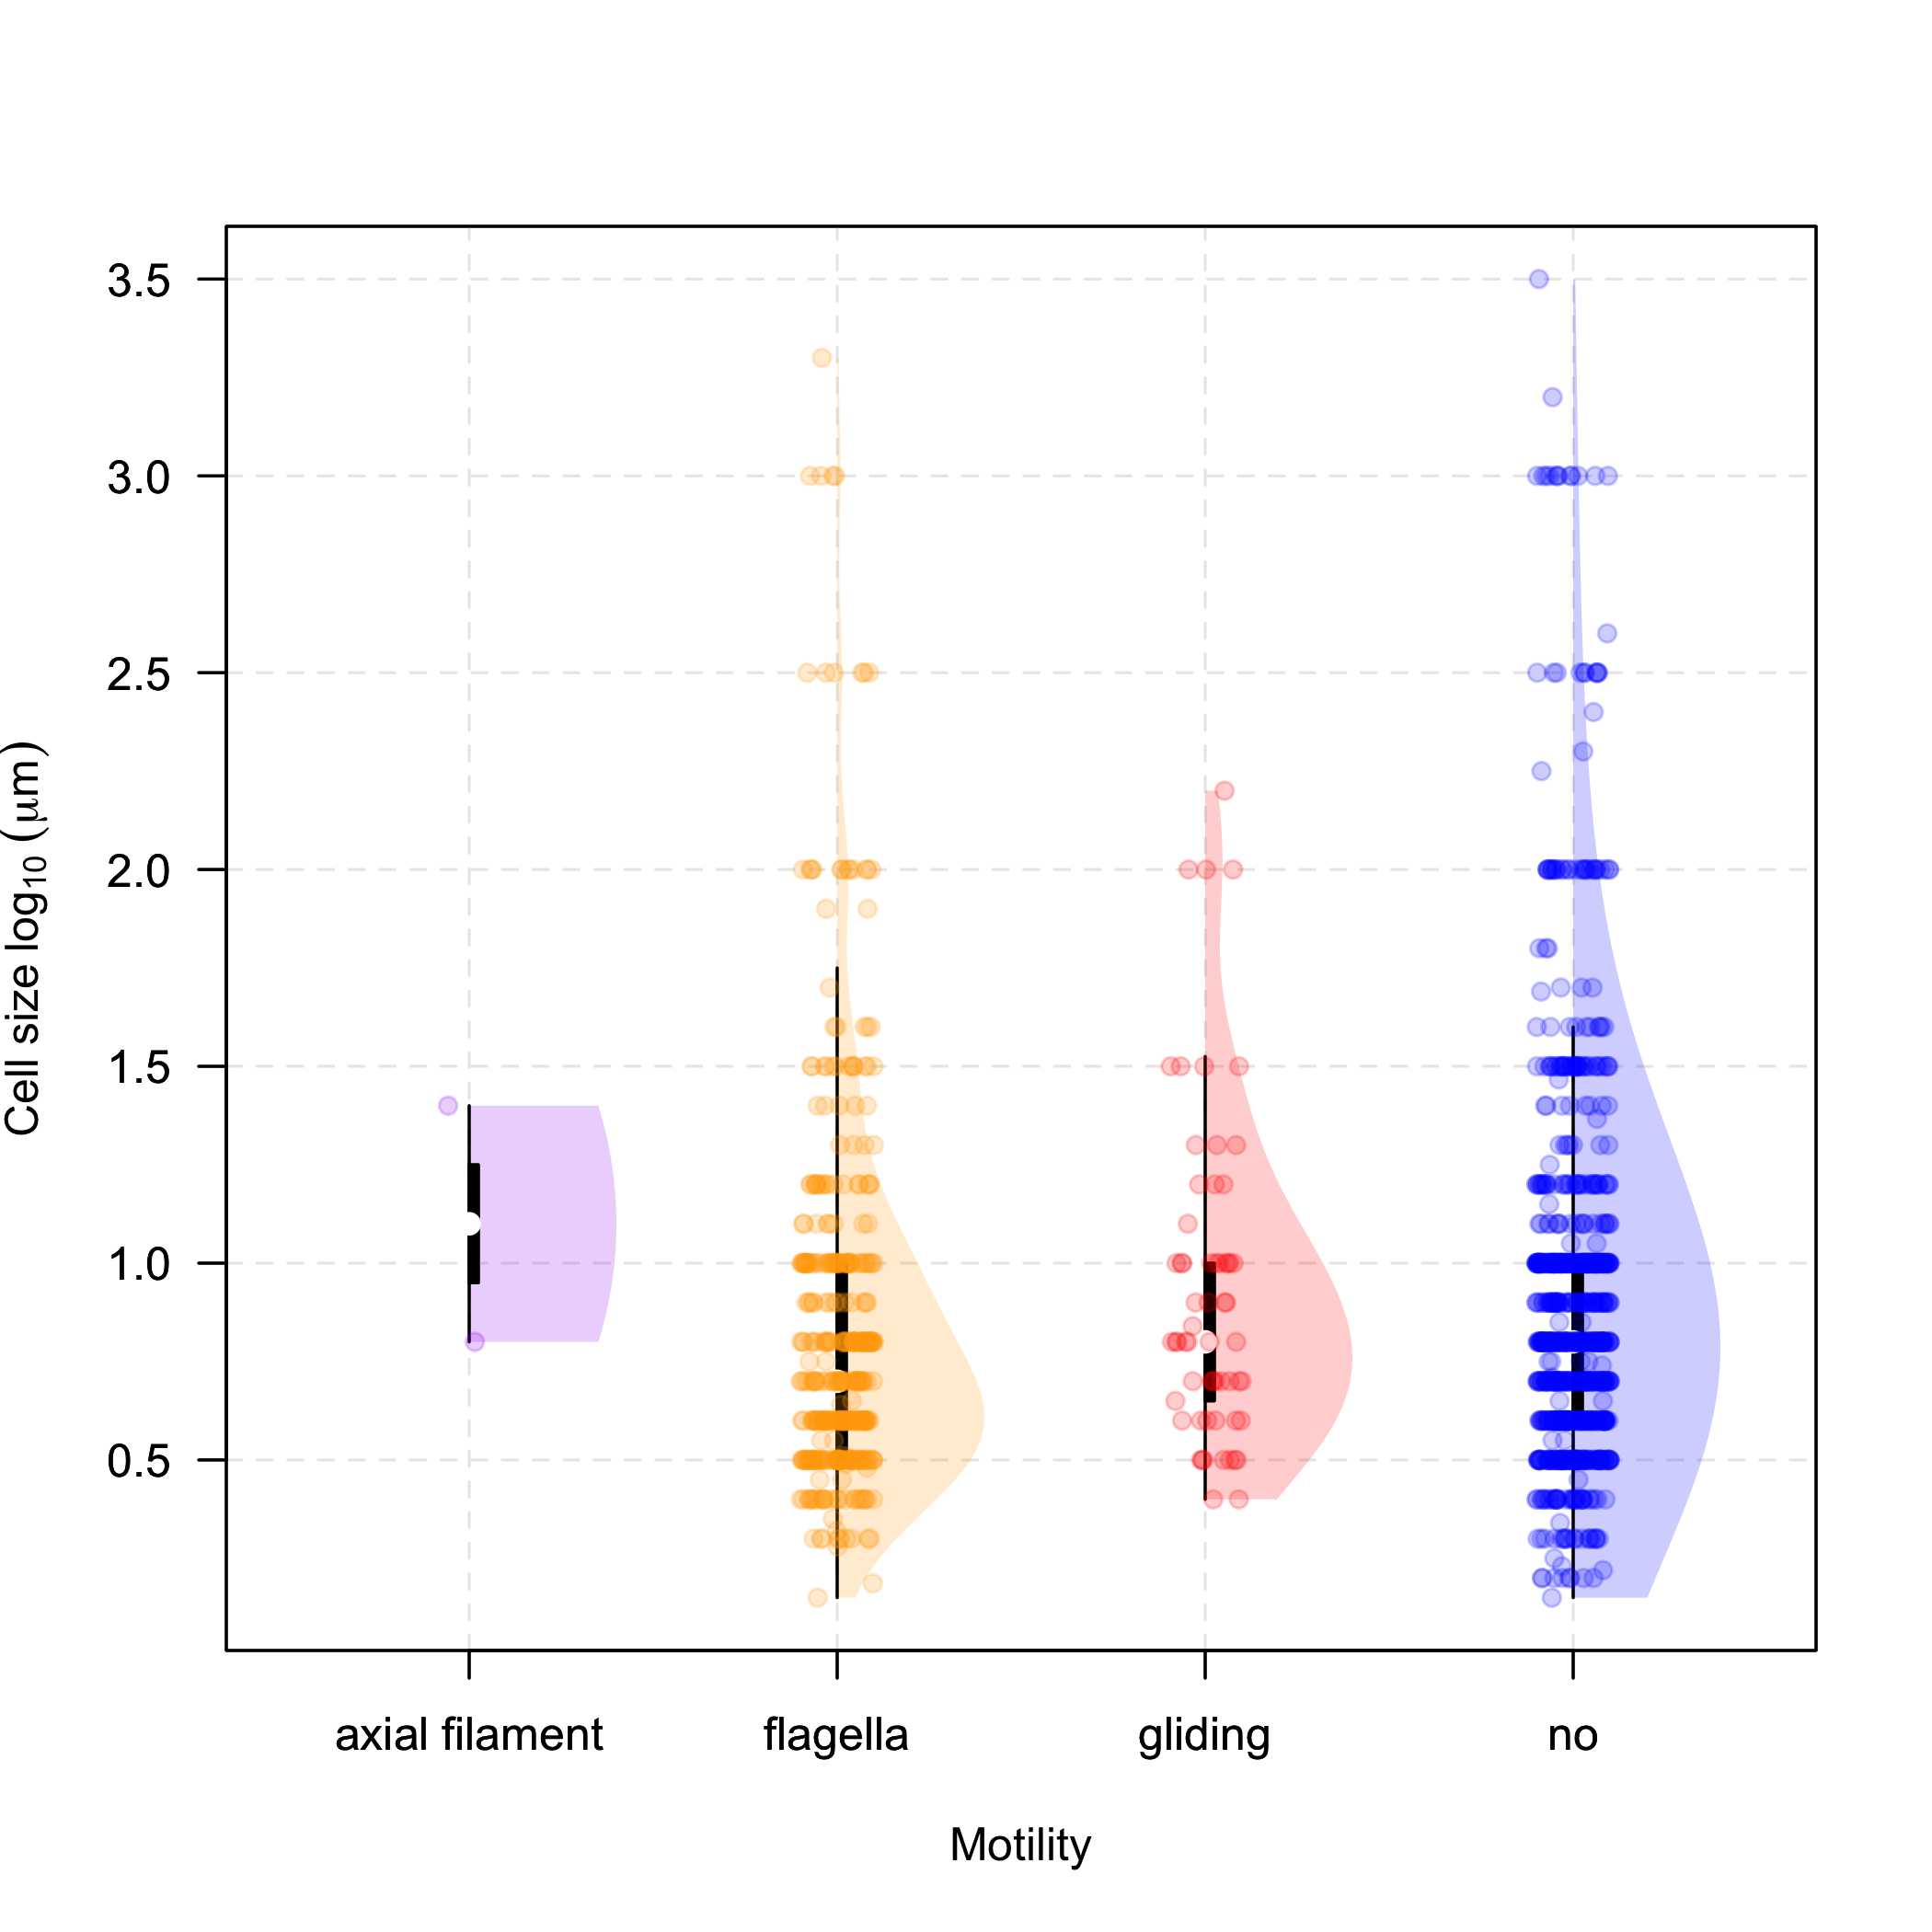 3.5
3.0
2.5
2.0
1.5
1.0
0.5
Cell size log₁₀ (μm)
axial filament
flagella
gliding
no
Motility